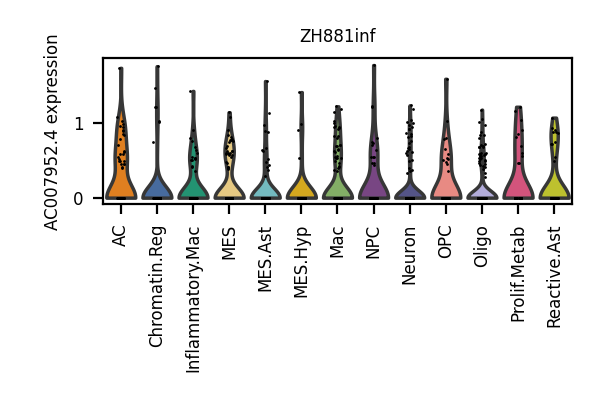 ZH881inf
AC007952.4 expression
1
0
AC
Chromatin.Reg
Inflammatory.Mac
MES
MES.Ast
MES.Hyp
Mac
NPC
Neuron
OPC
Oligo
Prolif.Metab
Reactive.Ast